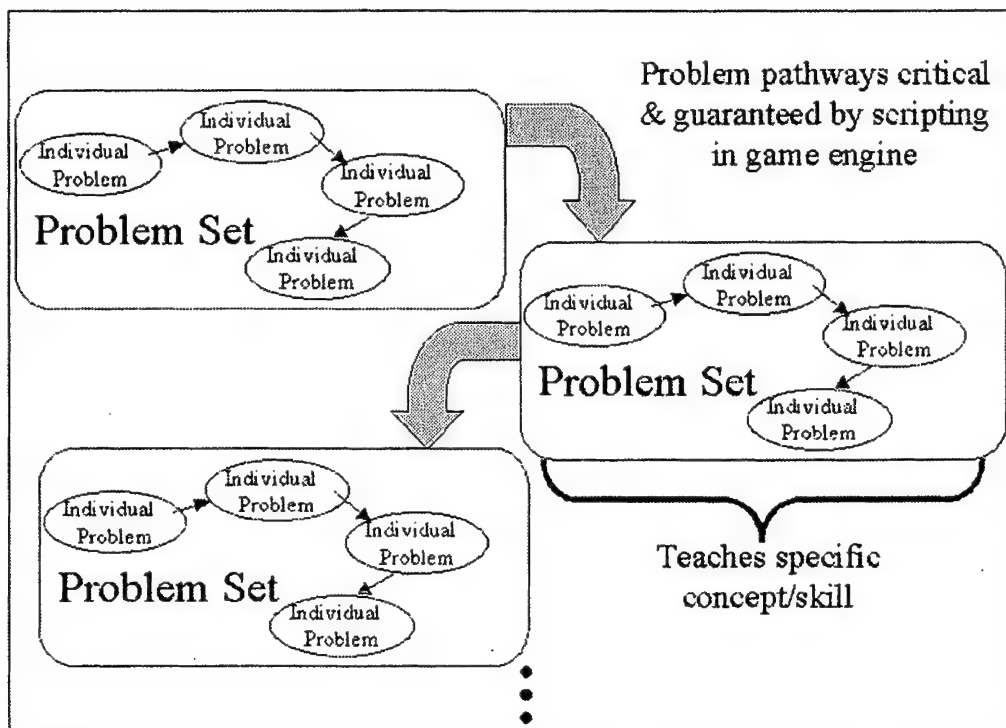 Problem pathways critical
& guaranteed by scripting
in game engine
Individual
Problem
Individual
Problem
Individual
Problem
Individual
Problem
Problem Set
Individual
Problem
Individual
Problem
Individual
Problem
Individual
Problem
Problem Set
Teaches specific
concept/skill
Individual
Problem
Individual
Problem
Individual
Problem
Individual
Problem
Problem Set